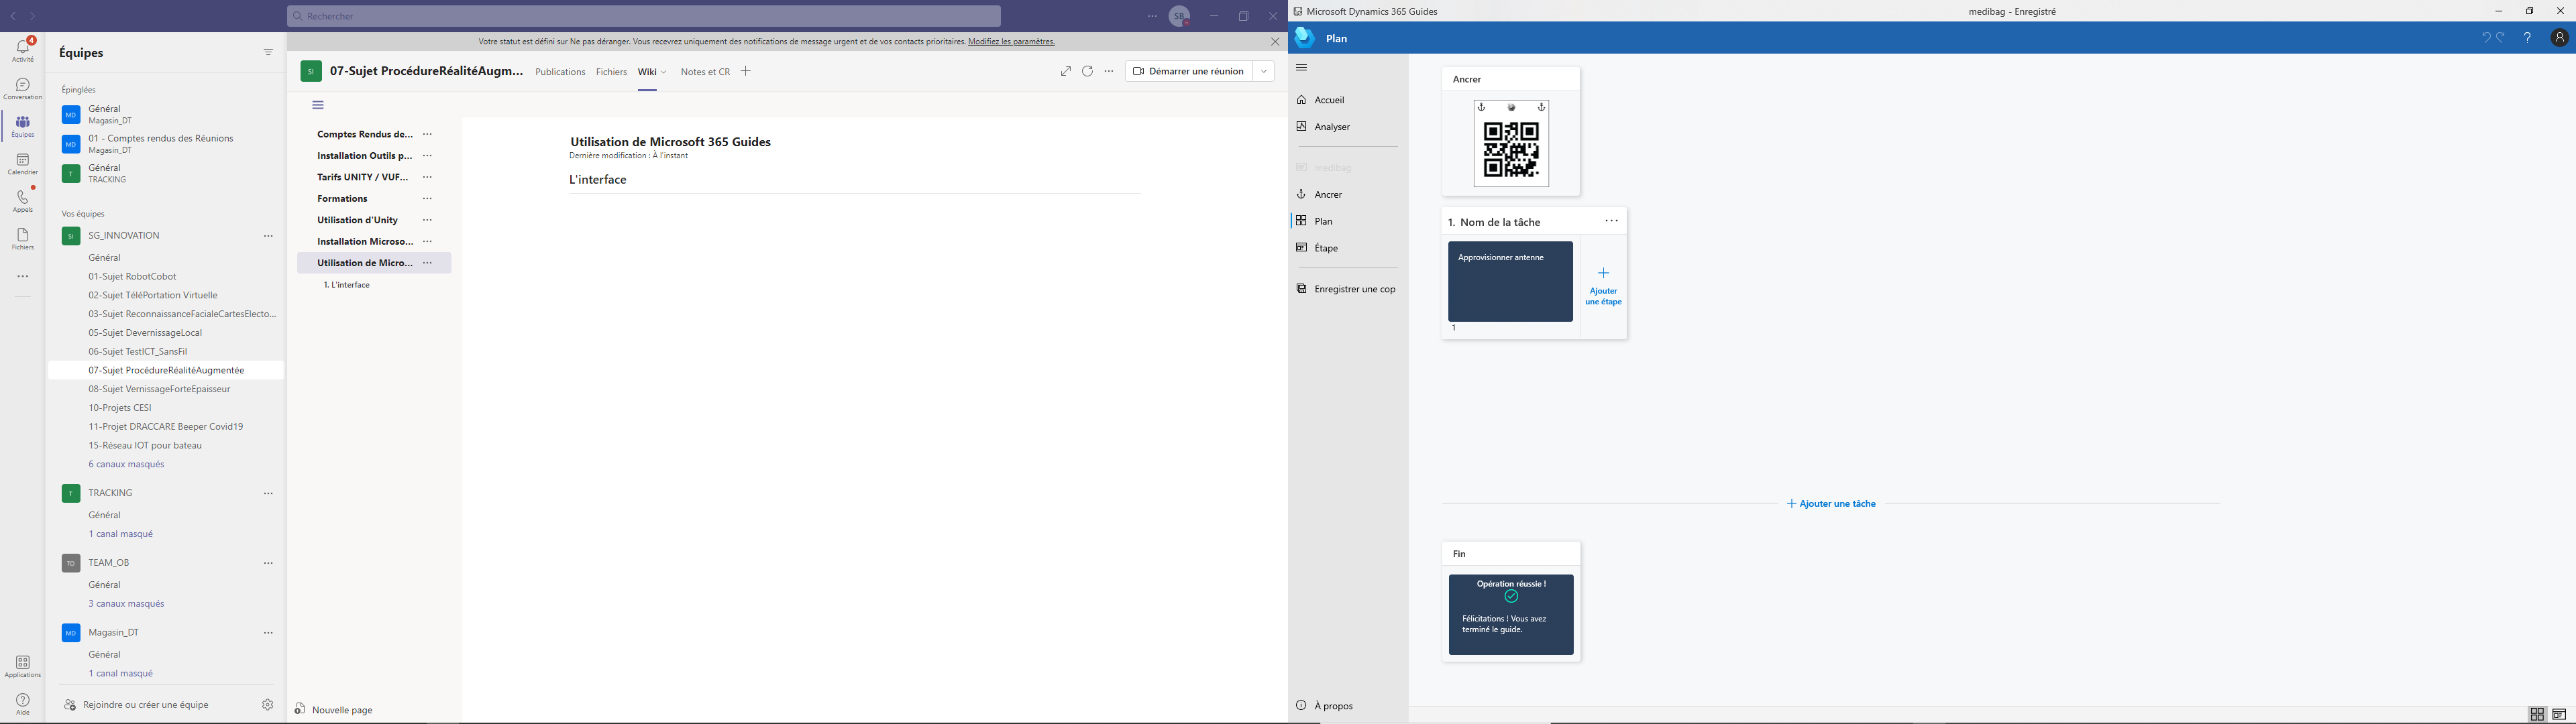 Rechercher
SB
Votre statut est défini sur Ne pas déranger. Vous recevrez uniquement des notifications de message urgent et de vos contacts prioritaires. Modifiez les paramètres.
4
Activité
Conversation
Équipes
Calendrier
Appels
Fichiers
Applications
Aide
Équipes
Épinglées
MD
Général
Magasin_DT
MD
01 - Comptes rendus des Réunions
Magasin_DT
T
Général
TRACKING
Vos équipes
SI
SG_INNOVATION
Général
01-Sujet RobotCobot
02-Sujet TéléPortation Virtuelle
03-Sujet ReconnaissanceFacialeCartesElecto...
05-Sujet DevernissageLocal
06-Sujet TestICT_SansFil
07-Sujet ProcédureRéalitéAugmentée
08-Sujet VernissageForteEpaisseur
10-Projets CESI
11-Projet DRACCARE Beeper Covid19
15-Réseau IOT pour bateau
6 canaux masqués
T
TRACKING
Général
1 canal masqué
TO
TEAM_OB
Général
3 canaux masqués
MD
Magasin_DT
Général
1 canal masqué
Rejoindre ou créer une équipe
SI
07-Sujet ProcédureRéalitéAugm...
Publications
Fichiers
Wiki
Notes et CR
Démarrer une réunion
Comptes Rendus de...
Installation Outils p...
Tarifs UNITY / VUF...
Formations
Utilisation d'Unity
Installation Microso...
Utilisation de Micro...
1. L'interface
Nouvelle page
Utilisation de Microsoft 365 Guides
Dernière modification : À l'instant
L'interface
Microsoft Dynamics 365 Guides
medibag - Enregistré
Plan
Accueil
Analyser
medibag
Ancrer
Plan
Étape
Enregistrer une cop
À propos
Ancrer
1. Nom de la tâche
Approvisionner antenne
1
Ajouter
une étape
Ajouter une tâche
Fin
Opération réussie !
Félicitations ! Vous avez
terminé le guide.